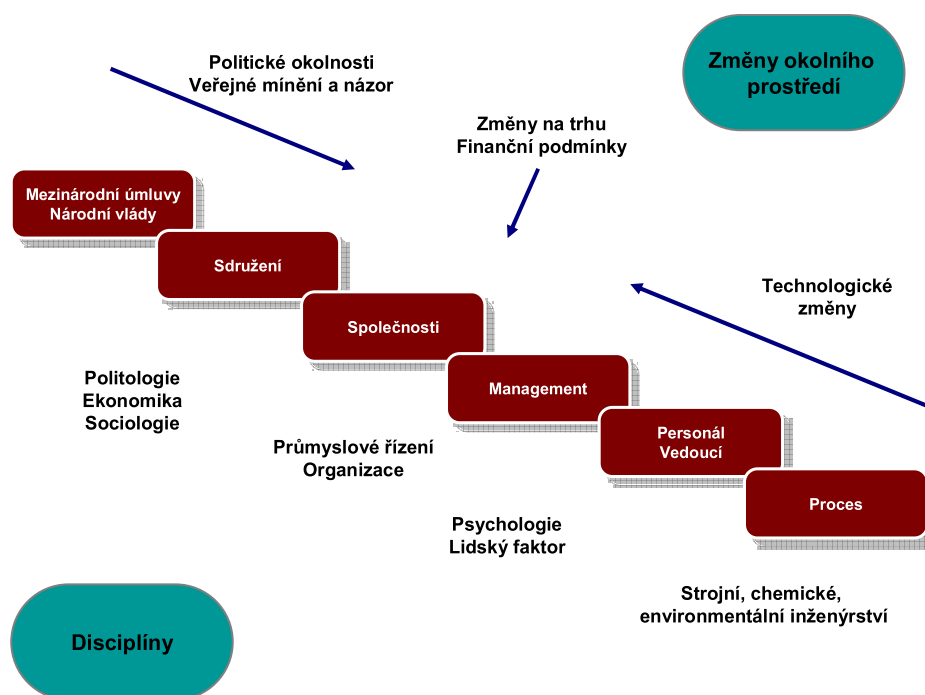 Politické okolnosti
Veřejné mínění a názor
Změny okolního
prostředí
Změny na trhu
Finanční podmínky
Mezinárodní úmluvy
Národní vlády
Sdružení
Společnosti
Technologické
změny
Management
Politologie
Ekonomika
Sociologie
Personál
Vedoucí
Průmyslové řízení
Organizace
Proces
Psychologie
Lidský faktor
Strojní, chemické,
environmentální inženýrství
Disciplíny